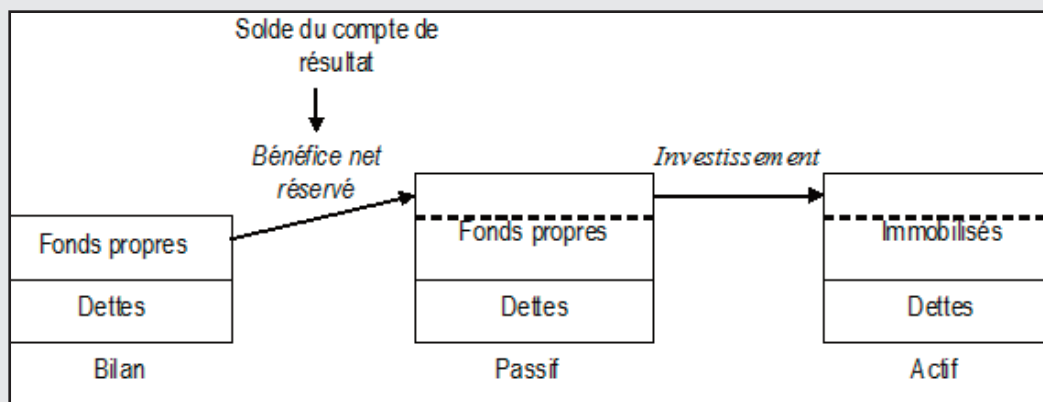 Solde du compte de
résultat
Bénéfice net
réservé
Investissement
Fonds propres
Fonds propres
Immobilisés
Dettes
Dettes
Dettes
Bilan
Passif
Actif